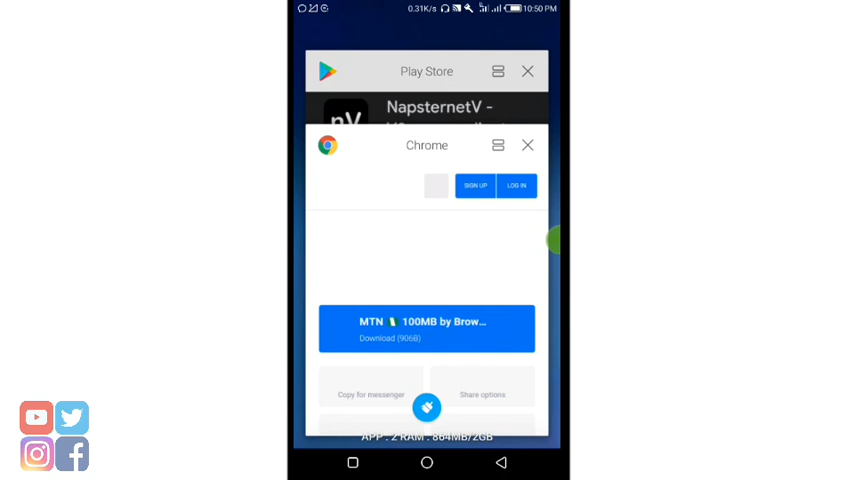 0.31K/s 10:50 PM
Play Store
NapsternetV -
Chrome
SIGN UP LOG IN
MTN 🇳🇬 100MB by Brow...
Download (906B)
Copy for messenger Share options
APP : 2 RAM : 864MB/2GB